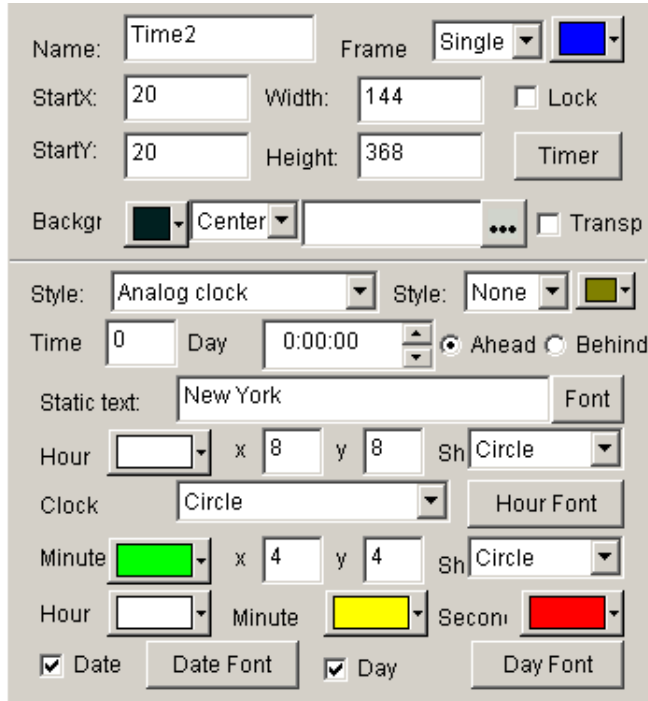 Name: Time2 Frame Single
StartX: 20 Width: 144 Lock
StartY: 20 Height: 368 Timer
Backgr Center ... Transp
Style: Analog clock Style: None
Time 0 Day 0:00:00 Ahead Behind
Static text: New York Font
Hour x 8 y 8 Sh Circle
Clock Circle Hour Font
Minute x 4 y 4 Sh Circle
Hour Minute Secon
Date Date Font Day Day Font